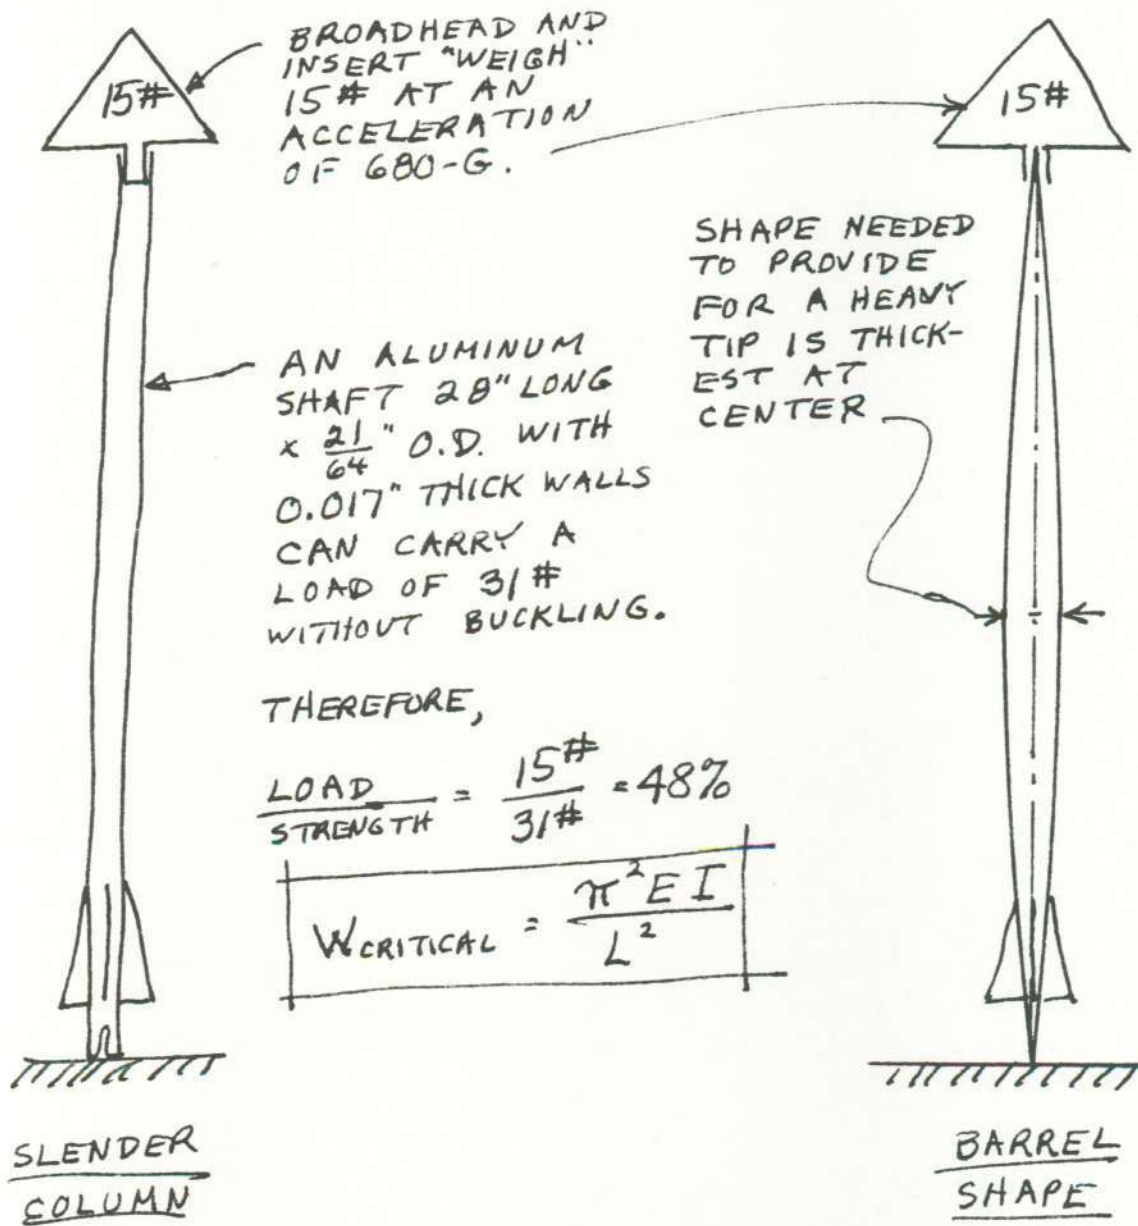 15#
BROADHEAD AND
INSERT "WEIGH"
15# AT AN
ACCELERATION
OF 680-G.
15#
SHAPE NEEDED
TO PROVIDE
FOR A HEAVY
TIP IS THICK-
EST AT
CENTER
AN ALUMINUM
SHAFT 28" LONG
x 21/64" O.D. WITH
0.017" THICK WALLS
CAN CARRY A
LOAD OF 31#
WITHOUT BUCKLING.
THEREFORE,
LOAD/STRENGTH = 15#/31# = 48%
WCRITICAL = π²EI/L²
SLENDER
COLUMN
BARREL
SHAPE